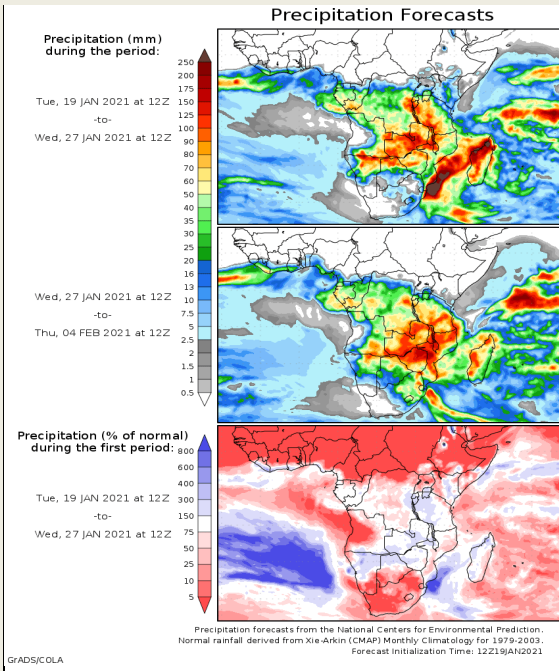 Precipitation Forecasts
Precipitation (mm)
during the period:
Tue, 19 JAN 2021 at 12Z
-to-
Wed, 27 JAN 2021 at 12Z
250
200
175
150
125
100
90
80
70
60
50
40
35
30
25
20
16
13
10
7.5
5
2.5
2
1.5
1
0.5
Wed, 27 JAN 2021 at 12Z
-to-
Thu, 04 FEB 2021 at 12Z
Precipitation (% of normal)
during the first period:
Tue, 19 JAN 2021 at 12Z
-to-
Wed, 27 JAN 2021 at 12Z
800
600
400
300
150
75
50
25
10
5
Precipitation forecasts from the National Centers for Environmental Prediction.
Normal rainfall derived from Xie-Arkin (CMAP) Monthly Climatology for 1979-2003.
Forecast Initialization Time: 12Z19JAN2021
GrADS/COLA